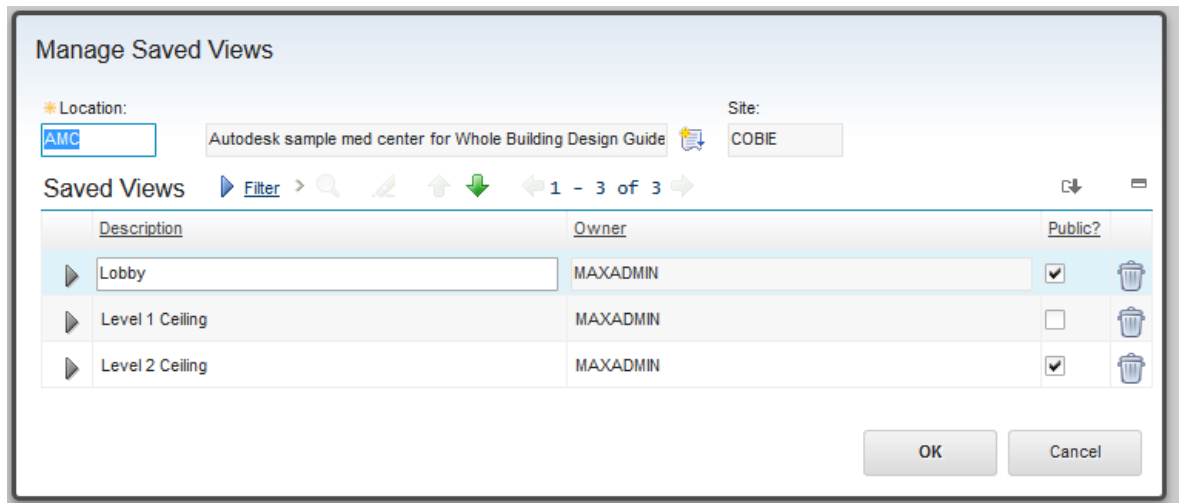 Manage Saved Views
*Location: Site:
AMC Autodesk sample med center for Whole Building Design Guide COBIE
Saved Views Filter > 1 - 3 of 3
Description Owner Public?
Lobby MAXADMIN
Level 1 Ceiling MAXADMIN
Level 2 Ceiling MAXADMIN
OK Cancel